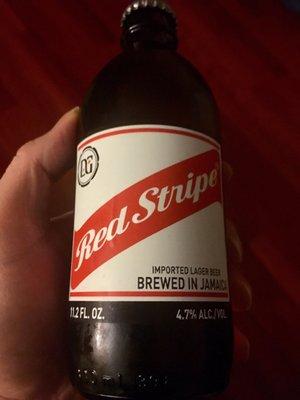 DG
Red Stripe
IMPORTED LAGER BEER
BREWED IN JAMAICA
11.2 FL. OZ.
4.7% ALC./VOL.